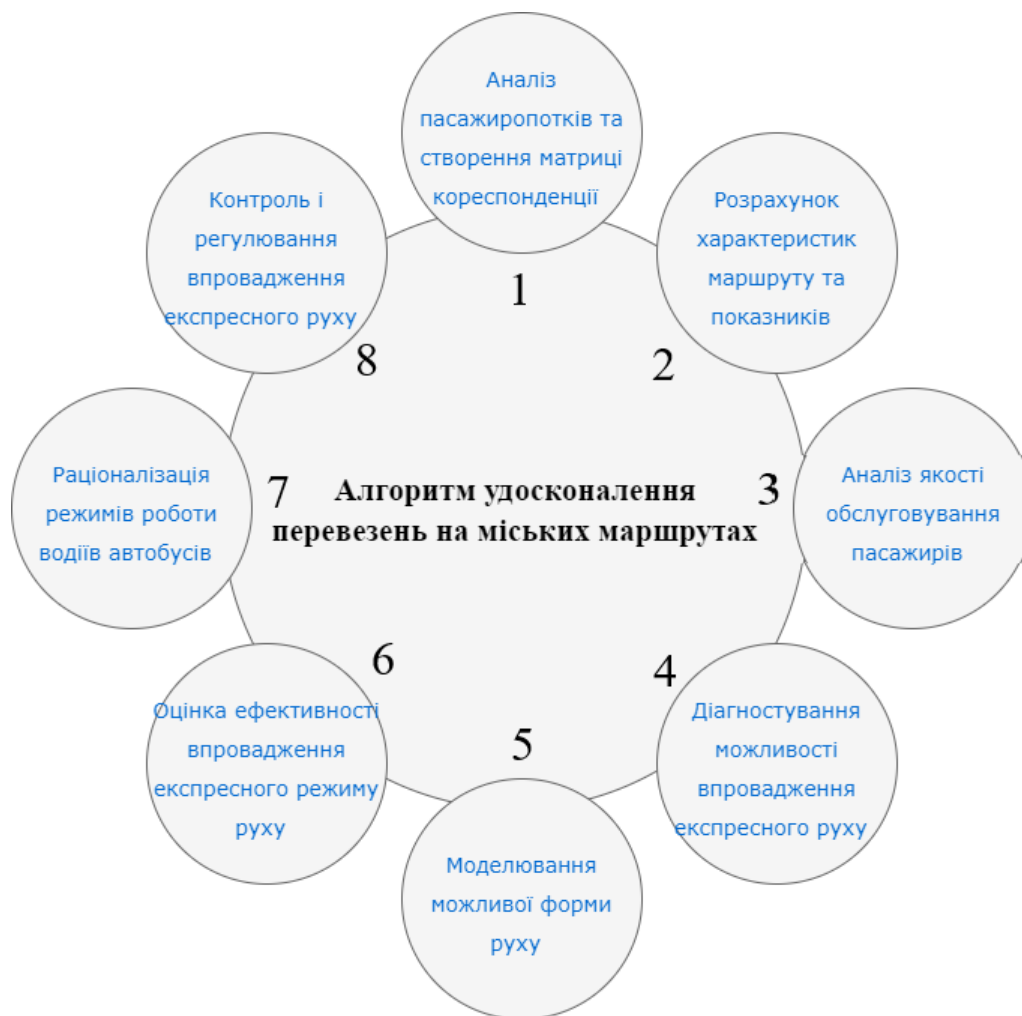 Аналіз
пасажиропотків та
створення матриці
кореспонденції
1
Розрахунок
характеристик
маршруту та
показників
2
Аналіз якості
обслуговування
пасажирів
3
Діагностування
можливості
впровадження
експресного руху
4
Моделювання
можливої форми
руху
5
Оцінка ефективності
впровадження
експресного режиму
руху
6
Раціоналізація
режимів роботи
водіїв автобусів
7
Контроль і
регулювання
впровадження
експресного руху
8
Алгоритм удосконалення
перевезень на міських маршрутах